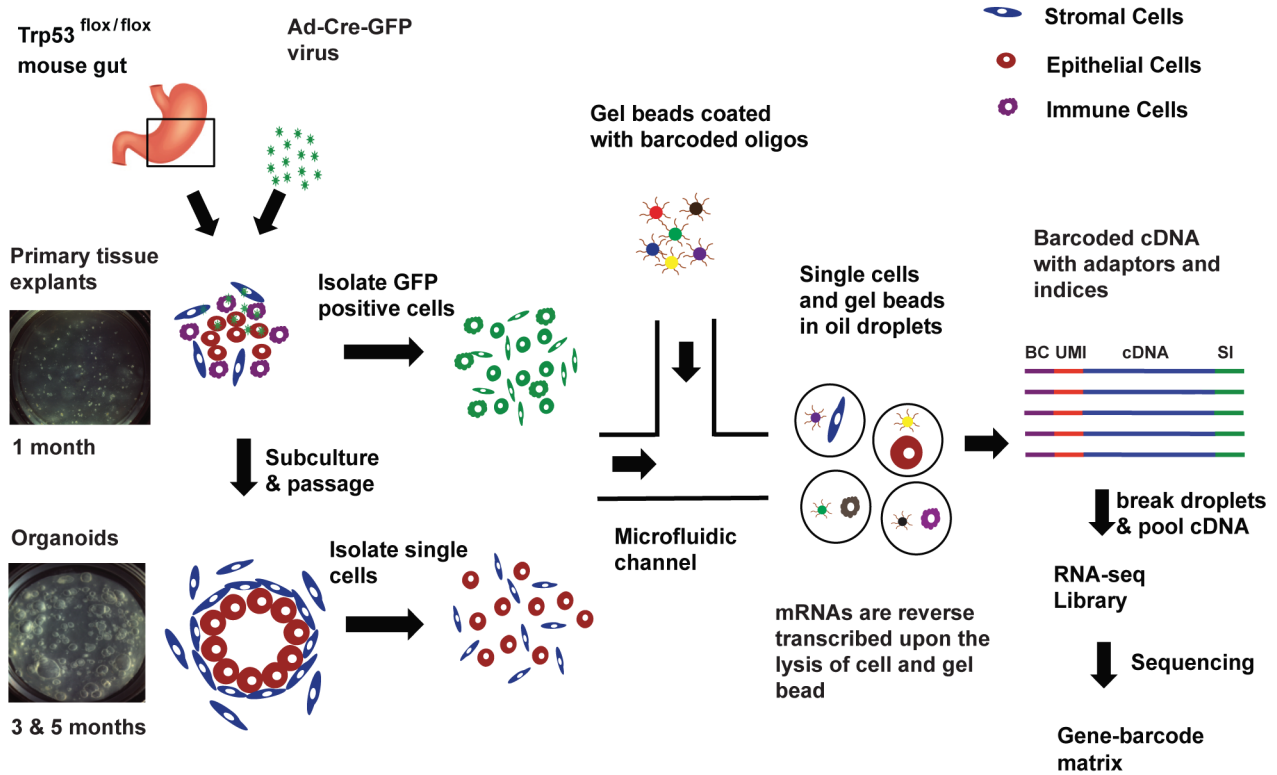 Trp53 flox/flox
mouse gut
Ad-Cre-GFP
virus
Stromal Cells
Epithelial Cells
Immune Cells
Gel beads coated
with barcoded oligos
Primary tissue
explants
1 month
Isolate GFP
positive cells
Subculture
& passage
Organoids
3 & 5 months
Isolate single
cells
Microfluidic
channel
Single cells
and gel beads
in oil droplets
mRNAs are reverse
transcribed upon the
lysis of cell and gel
bead
Barcoded cDNA
with adaptors and
indices
BC UMI cDNA SI
break droplets
& pool cDNA
RNA-seq
Library
Sequencing
Gene-barcode
matrix